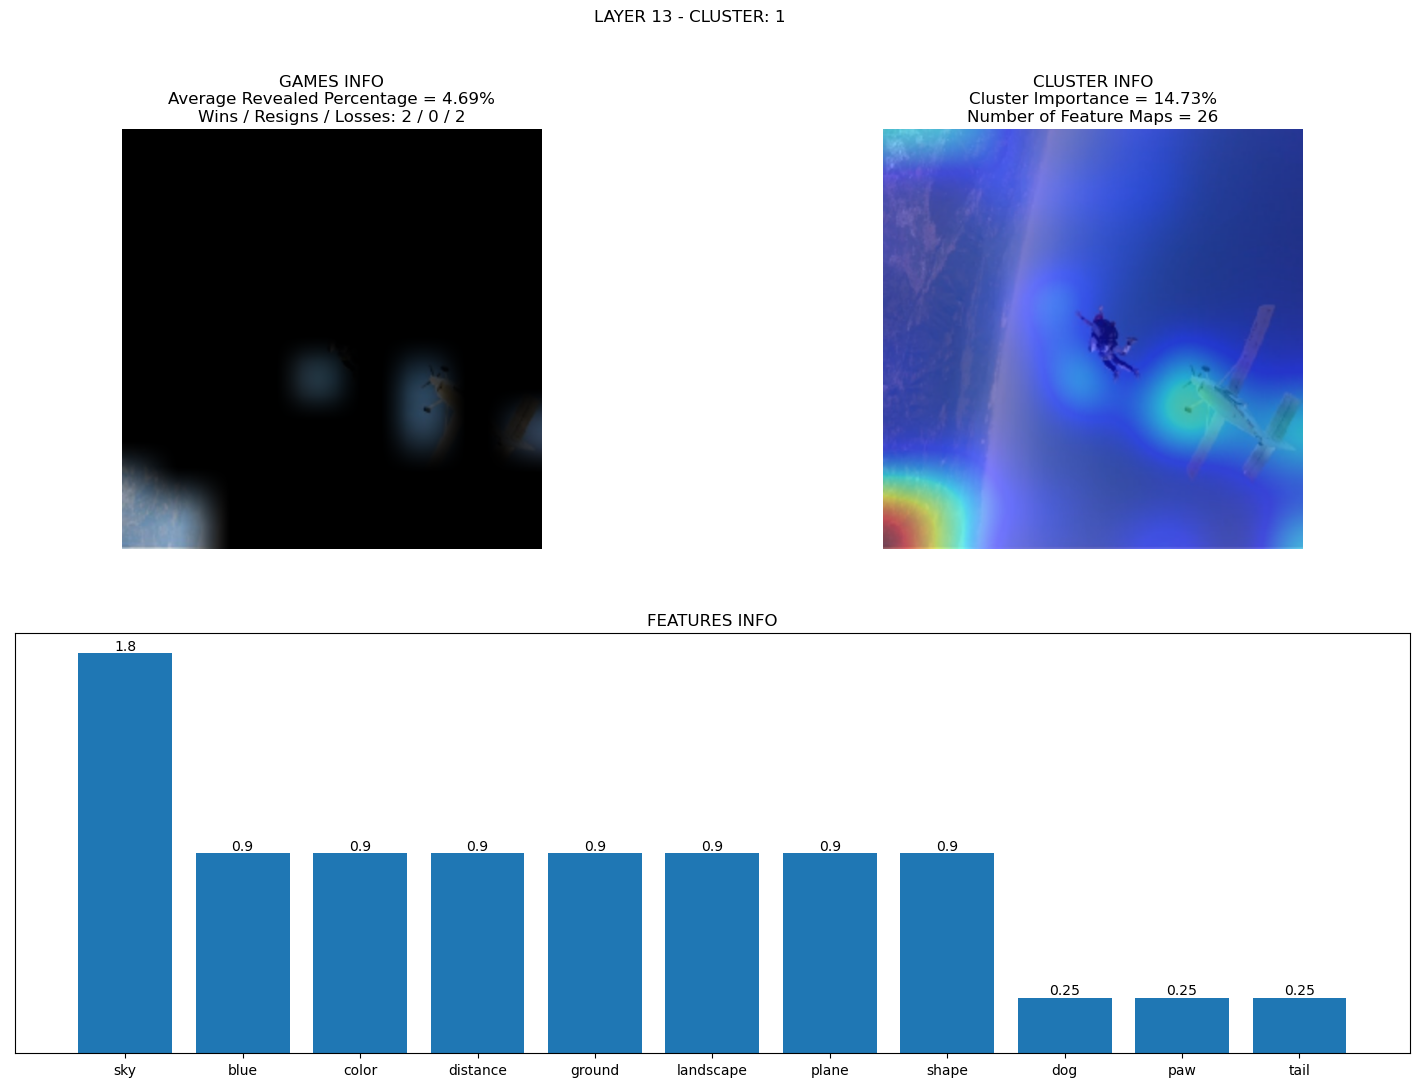 LAYER 13 - CLUSTER: 1
GAMES INFO
Average Revealed Percentage = 4.69%
Wins / Resigns / Losses: 2 / 0 / 2
CLUSTER INFO
Cluster Importance = 14.73%
Number of Feature Maps = 26
FEATURES INFO
1.8
0.9 0.9 0.9 0.9 0.9 0.9 0.9
0.25 0.25 0.25
sky blue color distance ground landscape plane shape dog paw tail